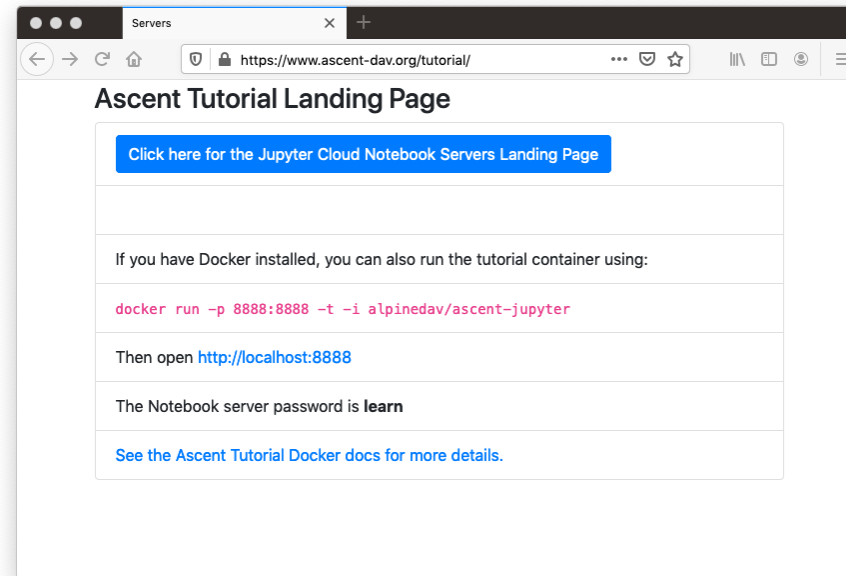 Servers
https://www.ascent-dav.org/tutorial/
Ascent Tutorial Landing Page
Click here for the Jupyter Cloud Notebook Servers Landing Page
If you have Docker installed, you can also run the tutorial container using:
docker run -p 8888:8888 -t -i alpinedav/ascent-jupyter
Then open http://localhost:8888
The Notebook server password is learn
See the Ascent Tutorial Docker docs for more details.